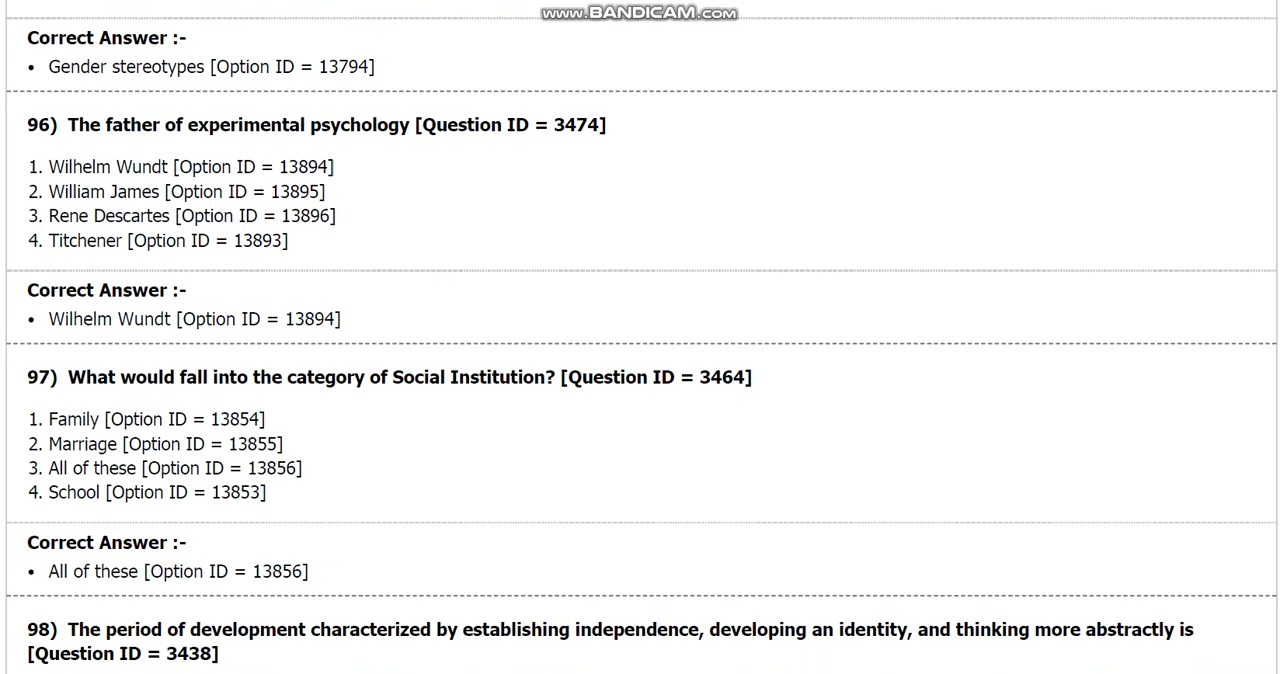 www.BANDICAM.com
Correct Answer :-
• Gender stereotypes [Option ID = 13794]
96) The father of experimental psychology [Question ID = 3474]
1. Wilhelm Wundt [Option ID = 13894]
2. William James [Option ID = 13895]
3. Rene Descartes [Option ID = 13896]
4. Titchener [Option ID = 13893]
Correct Answer :-
• Wilhelm Wundt [Option ID = 13894]
97) What would fall into the category of Social Institution? [Question ID = 3464]
1. Family [Option ID = 13854]
2. Marriage [Option ID = 13855]
3. All of these [Option ID = 13856]
4. School [Option ID = 13853]
Correct Answer :-
• All of these [Option ID = 13856]
98) The period of development characterized by establishing independence, developing an identity, and thinking more abstractly is
[Question ID = 3438]